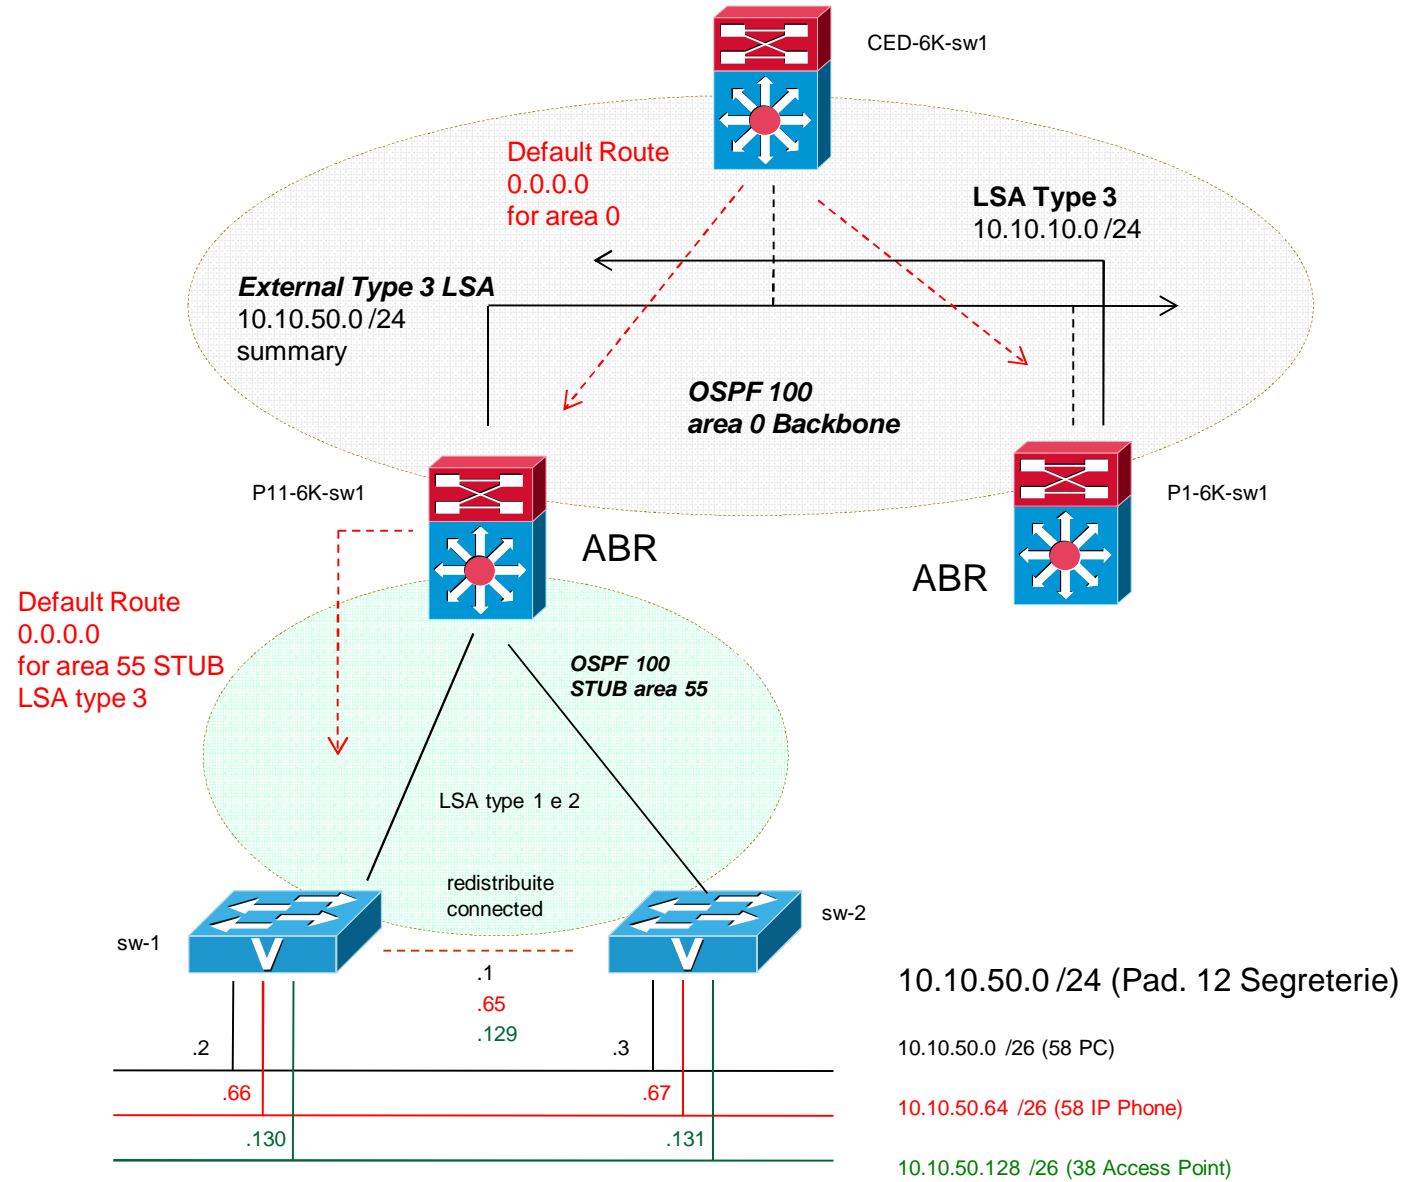 CED-6K-sw1
Default Route
0.0.0.0
for area 0
LSA Type 3
10.10.10.0 /24
External Type 3 LSA
10.10.50.0 /24
summary
OSPF 100
area 0 Backbone
P11-6K-sw1
P1-6K-sw1
ABR
ABR
Default Route
0.0.0.0
for area 55 STUB
LSA type 3
OSPF 100
STUB area 55
LSA type 1 e 2
redistribuite
connected
sw-1
sw-2
.1
.65
.129
.2
.3
.66
.67
.130
.131
10.10.50.0 /24 (Pad. 12 Segreterie)
10.10.50.0 /26 (58 PC)
10.10.50.64 /26 (58 IP Phone)
10.10.50.128 /26 (38 Access Point)